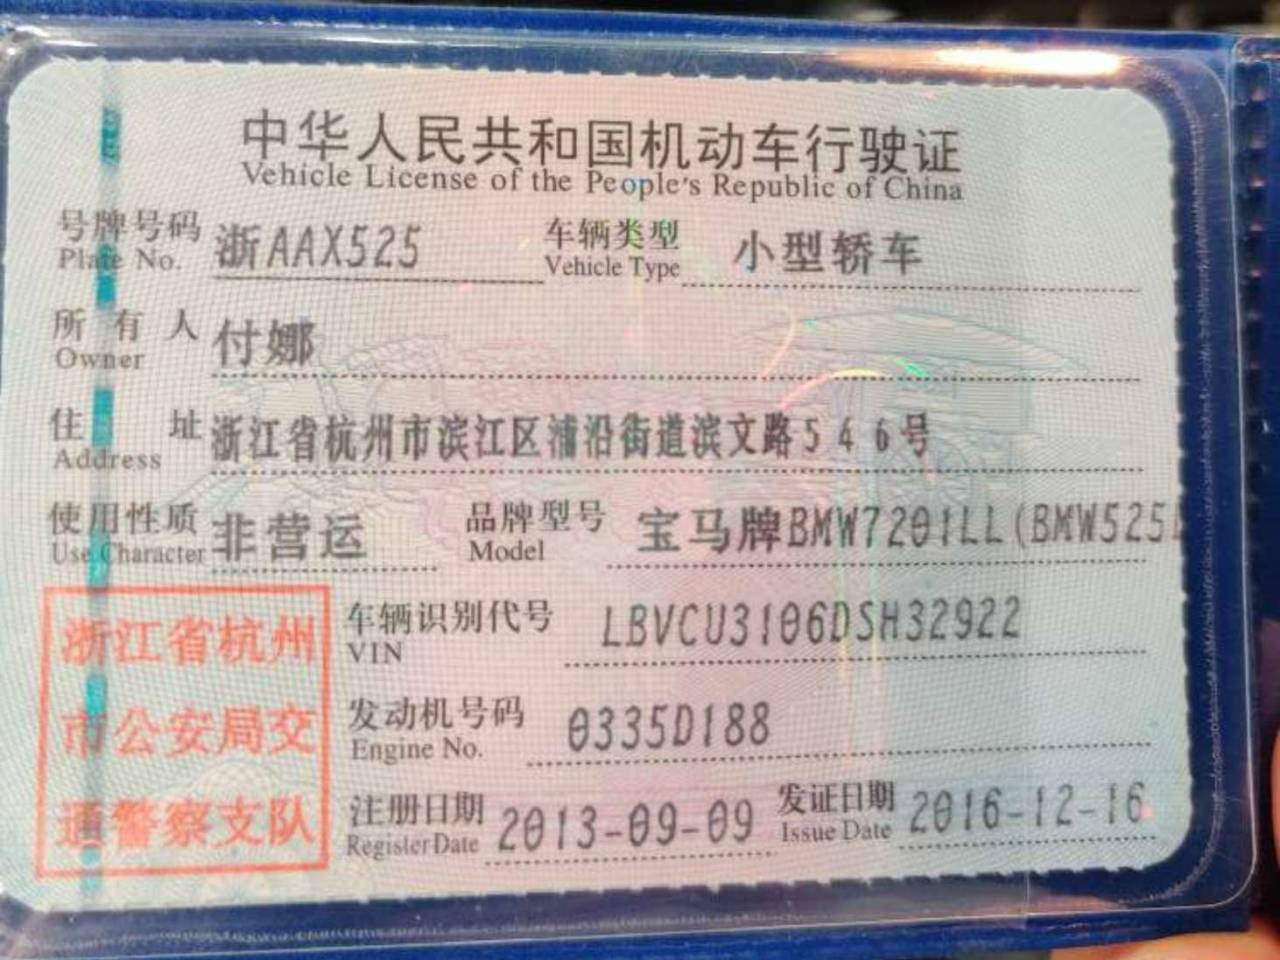 中华人民共和国机动车行驶证
Vehicle License of the People's Republic of China
号牌号码 浙AAX525 车辆类型 小型轿车
Plate No. Vehicle Type
所有人 付娜
Owner
住址 浙江省杭州市滨江区浦沿街道滨文路546号
Address
使用性质 非营运 品牌型号 宝马牌BMW7201LL(BMW525
Use Character Model
浙江省杭州
市公安局交
通警察支队
车辆识别代号 LBVCU3106DSH32922
VIN
发动机号码 0335D188
Engine No.
注册日期 2013-09-09 发证日期 2016-12-16
Register Date Issue Date